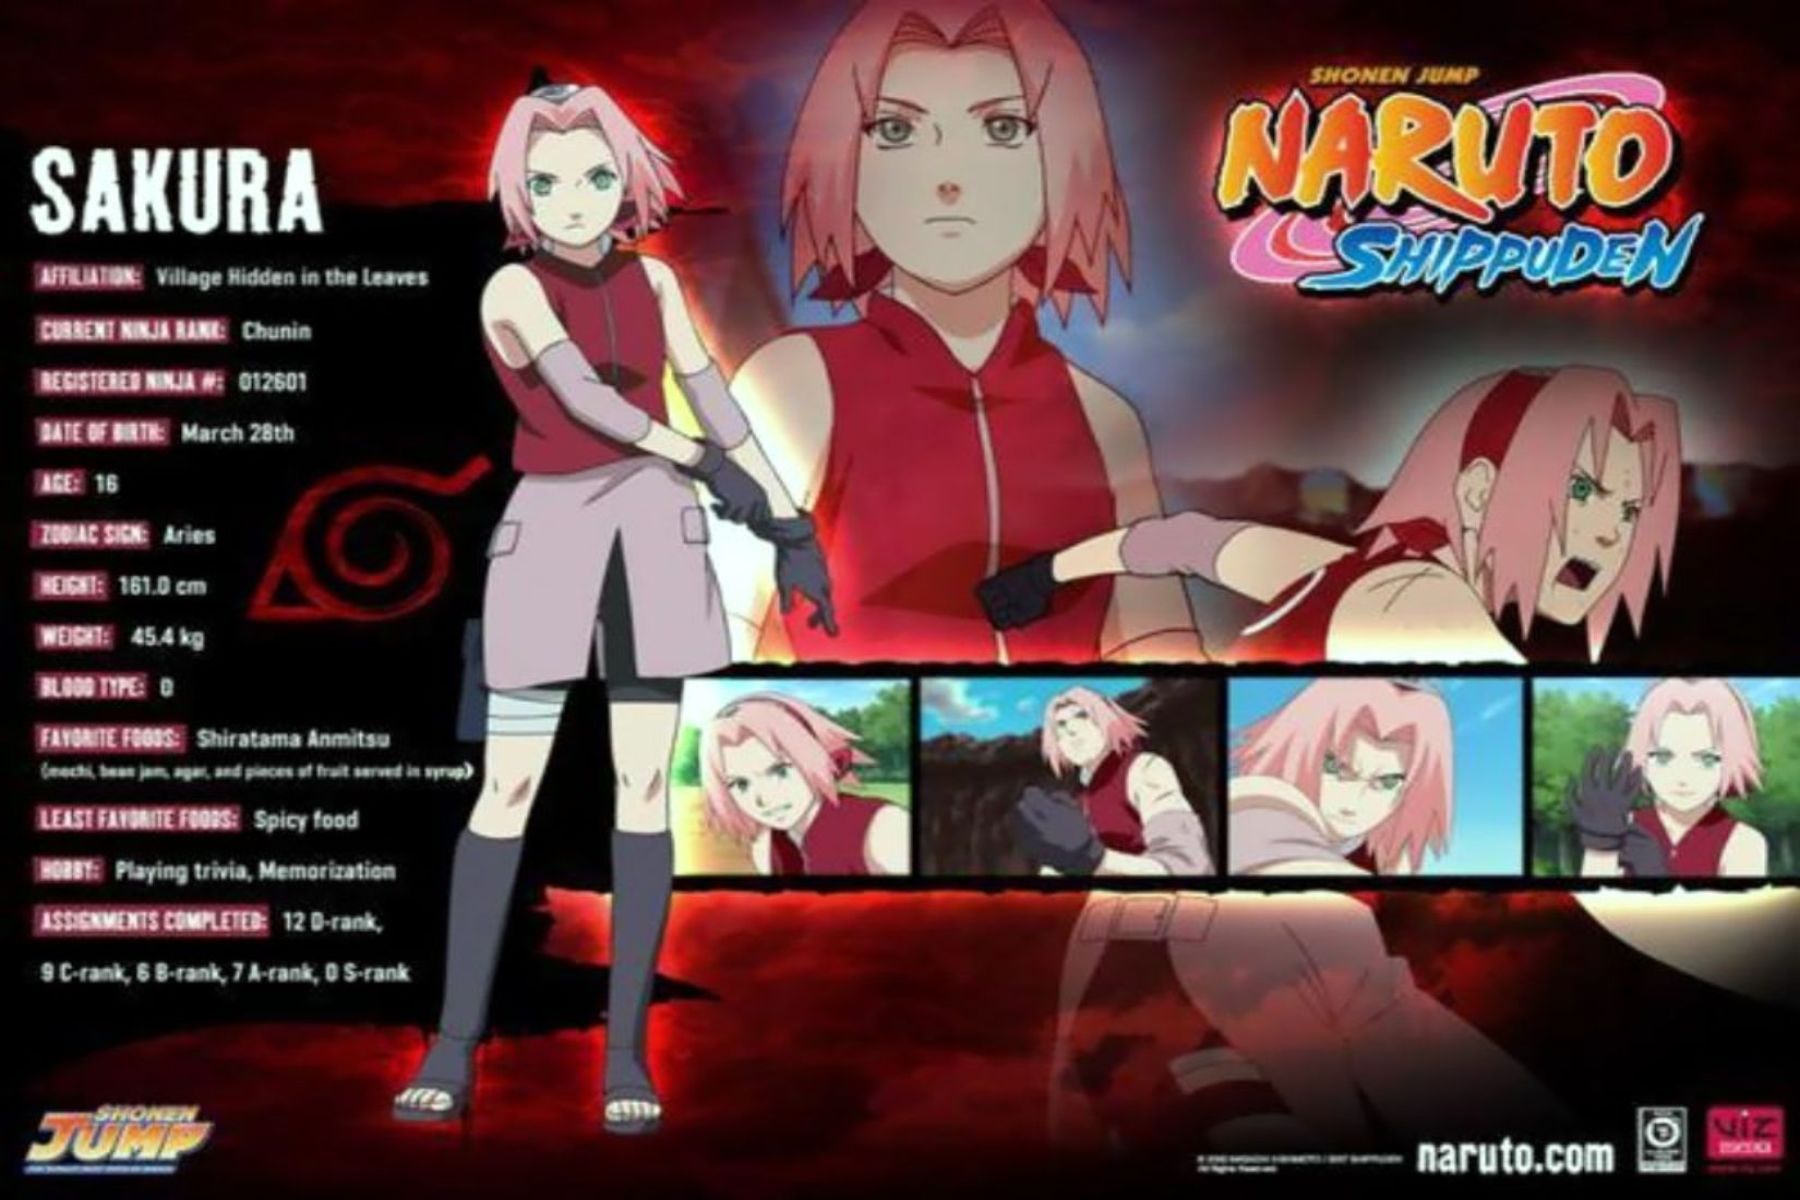 SAKURA
AFFILIATION: Village Hidden in the Leaves
CURRENT NINJA RANK: Chunin
REGISTERED NINJA #: 012601
DATE OF BIRTH: March 28th
AGE: 16
ZODIAC SIGN: Aries
HEIGHT: 161.0 cm
WEIGHT: 45.4 kg
BLOOD TYPE: O
FAVORITE FOODS: Shiratama Anmitsu
(mochi, bean jam, agar, and pieces of fruit served in syrup)
LEAST FAVORITE FOODS: Spicy food
HOBBY: Playing trivia, Memorization
ASSIGNMENTS COMPLETED: 12 D-rank,
9 C-rank, 6 B-rank, 7 A-rank, 0 S-rank
SHONEN JUMP
NARUTO
SHIPPUDEN
SHONEN
JUMP
naruto.com
VIZ
media